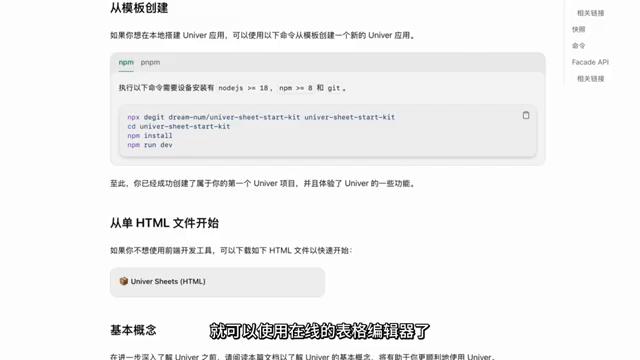 从模板创建
相关链接
快照
命令
Facade API
相关链接
如果你想在本地搭建 Univer 应用，可以使用以下命令从模板创建一个新的 Univer 应用。
npm pnpm
执行以下命令需要设备安装有 nodejs >= 18， npm >= 8 和 git。
npx degit dream-num/univer-sheet-start-kit univer-sheet-start-kit
cd univer-sheet-start-kit
npm install
npm run dev
至此，你已经成功创建了属于你的第一个 Univer 项目，并且体验了 Univer 的一些功能。
从单 HTML 文件开始
如果你不想使用前端开发工具，可以下载如下 HTML 文件以快速开始：
Univer Sheets (HTML)
基本概念
就可以使用在线的表格编辑器了
在进一步深入了解 Univer 之前，请阅读本篇文档以了解 Univer 的基本概念，将有助于你更顺利地使用 Univer。